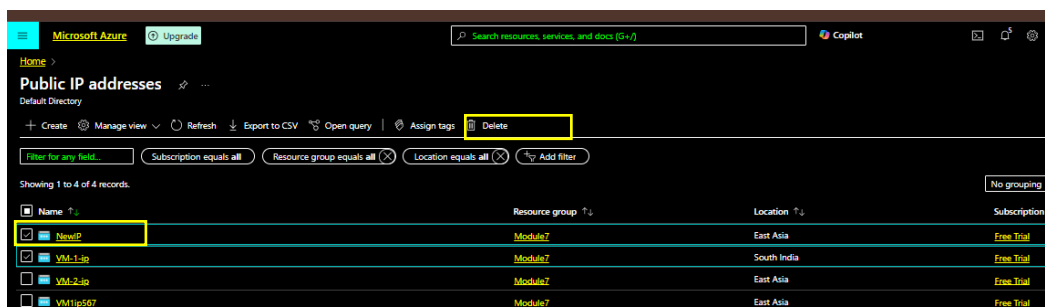 Microsoft Azure Upgrade Search resources, services, and docs (G+/) Copilot 5
Home >
Public IP addresses ...
Default Directory
+ Create Manage view Refresh Export to CSV Open query | Assign tags Delete
Filter for any field... Subscription equals all Resource group equals all Location equals all Add filter
Showing 1 to 4 of 4 records.
No grouping
Name ↑↓ Resource group ↑↓ Location ↑↓ Subscription
NewIP Module7 East Asia Free Trial
VM-1-ip Module7 South India Free Trial
VM-2-ip Module7 East Asia Free Trial
VM1ip567 Module7 East Asia Free Trial